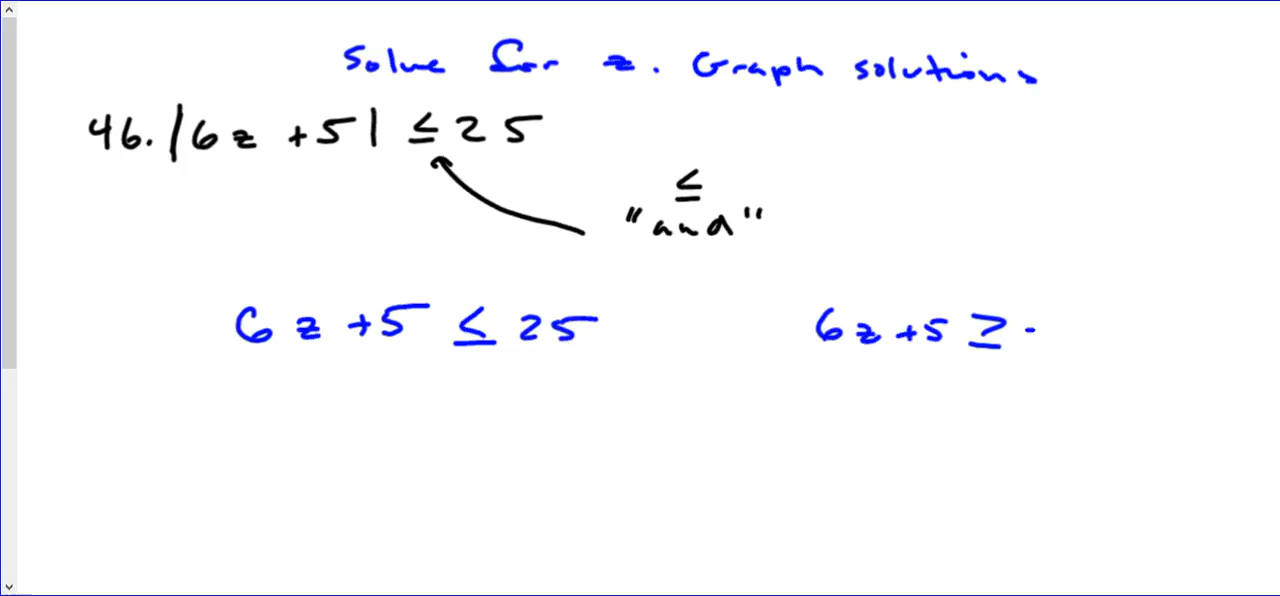 Solve for z. Graph solutions
46. |6z + 5| ≤ 25
≤
"and"
6z + 5 ≤ 25 6z + 5 ≥ -